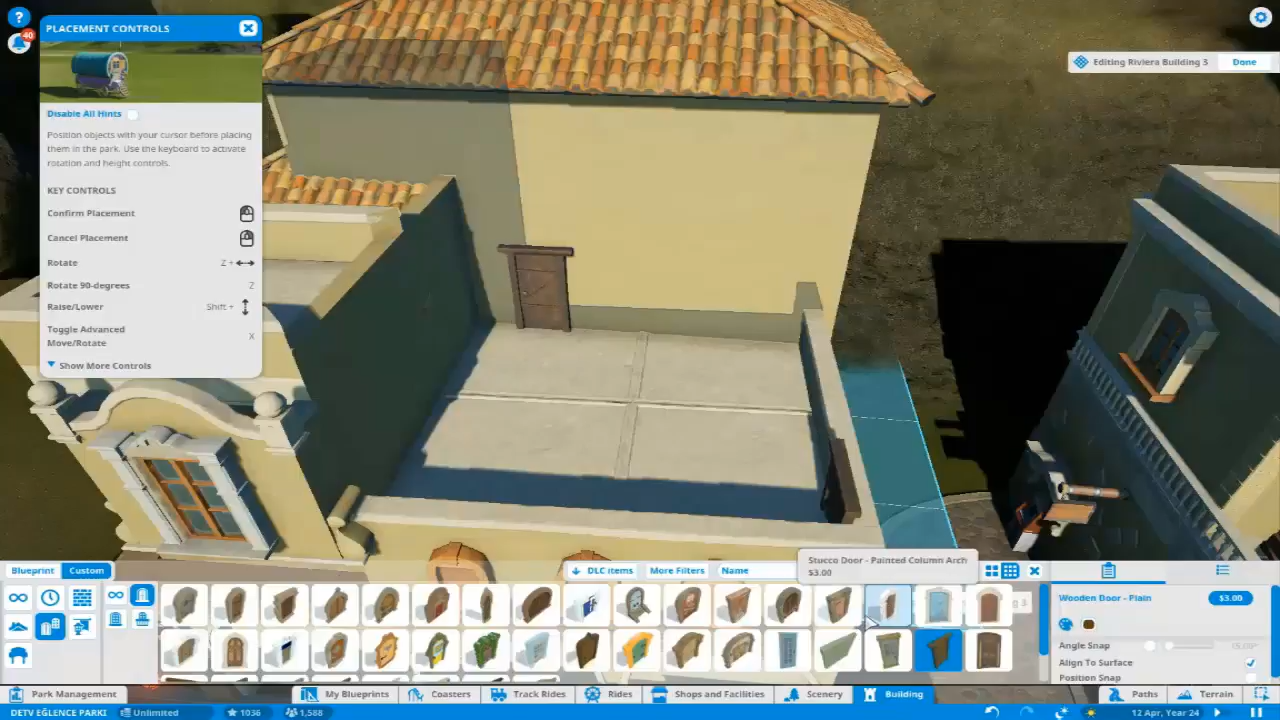 ?
40
PLACEMENT CONTROLS
Disable All Hints
Position objects with your cursor before placing
them in the park. Use the keyboard to activate
rotation and height controls.
KEY CONTROLS
Confirm Placement
Cancel Placement
Rotate Z +
Rotate 90-degrees Z
Raise/Lower Shift +
Toggle Advanced
Move/Rotate X
Show More Controls
Editing Riviera Building 3 Done
Stucco Door - Painted Column Arch
$3.00
Blueprint Custom DLC Items More Filters Name
Wooden Door - Plain $3.00
Angle Snap
Align To Surface
Position Snap
Park Management My Blueprints Coasters Track Rides Rides Shops and Facilities Scenery Building Paths Terrain
DETV EĞLENCE PARKI Unlimited 1036 1,588 12 Apr, Year 24